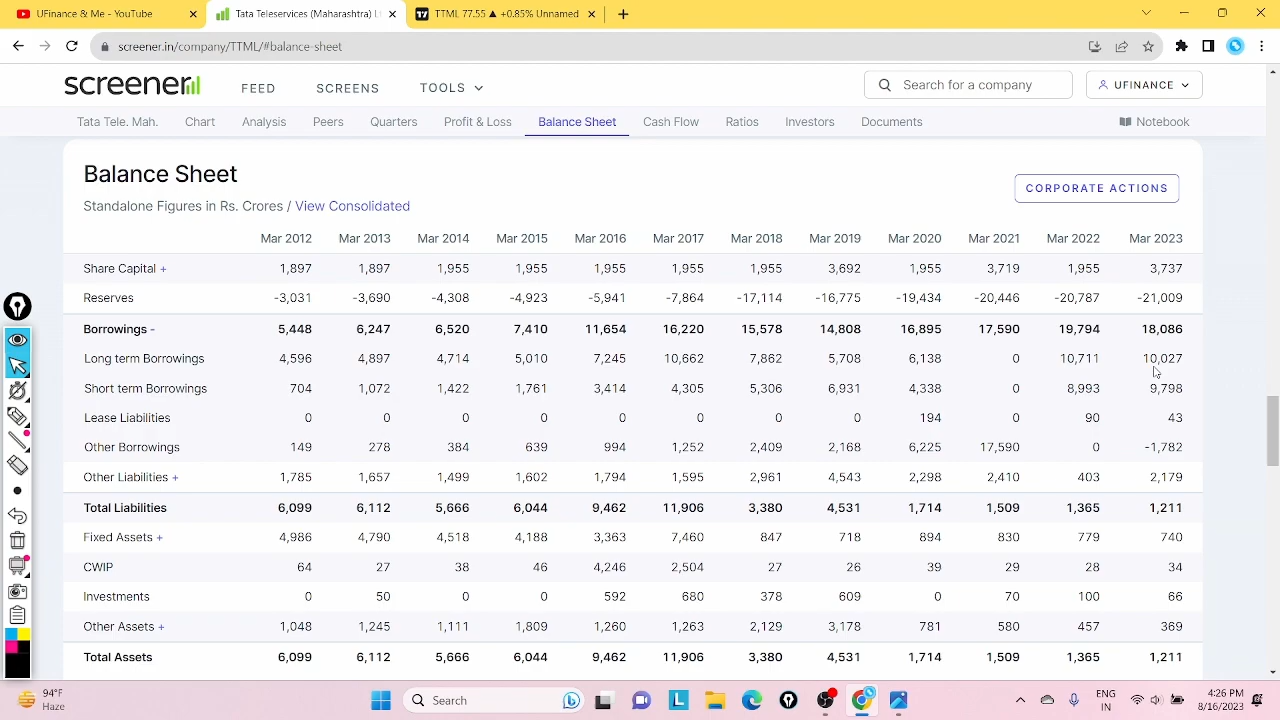 UFinance & Me - YouTube
Tata Teleservices (Maharashtra) L
TTML 77.55 ▲ +0.85% Unnamed
screener.in/company/TTML/#balance-sheet
screener
FEED SCREENS TOOLS
Search for a company
UFINANCE
Tata Tele. Mah. Chart Analysis Peers Quarters Profit & Loss Balance Sheet Cash Flow Ratios Investors Documents Notebook
Balance Sheet
CORPORATE ACTIONS
Standalone Figures in Rs. Crores / View Consolidated
Mar 2012 Mar 2013 Mar 2014 Mar 2015 Mar 2016 Mar 2017 Mar 2018 Mar 2019 Mar 2020 Mar 2021 Mar 2022 Mar 2023
Share Capital + 1,897 1,897 1,955 1,955 1,955 1,955 1,955 3,692 1,955 3,719 1,955 3,737
Reserves -3,031 -3,690 -4,308 -4,923 -5,941 -7,864 -17,114 -16,775 -19,434 -20,446 -20,787 -21,009
Borrowings - 5,448 6,247 6,520 7,410 11,654 16,220 15,578 14,808 16,895 17,590 19,794 18,086
Long term Borrowings 4,596 4,897 4,714 5,010 7,245 10,662 7,862 5,708 6,138 0 10,711 10,027
Short term Borrowings 704 1,072 1,422 1,761 3,414 4,305 5,306 6,931 4,338 0 8,993 9,798
Lease Liabilities 0 0 0 0 0 0 0 0 194 0 90 43
Other Borrowings 149 278 384 639 994 1,252 2,409 2,168 6,225 17,590 0 -1,782
Other Liabilities + 1,785 1,657 1,499 1,602 1,794 1,595 2,961 4,543 2,298 2,410 403 2,179
Total Liabilities 6,099 6,112 5,666 6,044 9,462 11,906 3,380 4,531 1,714 1,509 1,365 1,211
Fixed Assets + 4,986 4,790 4,518 4,188 3,363 7,460 847 718 894 830 779 740
CWIP 64 27 38 46 4,246 2,504 27 26 39 29 28 34
Investments 0 50 0 0 592 680 378 609 0 70 100 66
Other Assets + 1,048 1,245 1,111 1,809 1,260 1,263 2,129 3,178 781 580 457 369
Total Assets 6,099 6,112 5,666 6,044 9,462 11,906 3,380 4,531 1,714 1,509 1,365 1,211
94°F
Haze
Search
ENG
IN
4:26 PM
8/16/2023